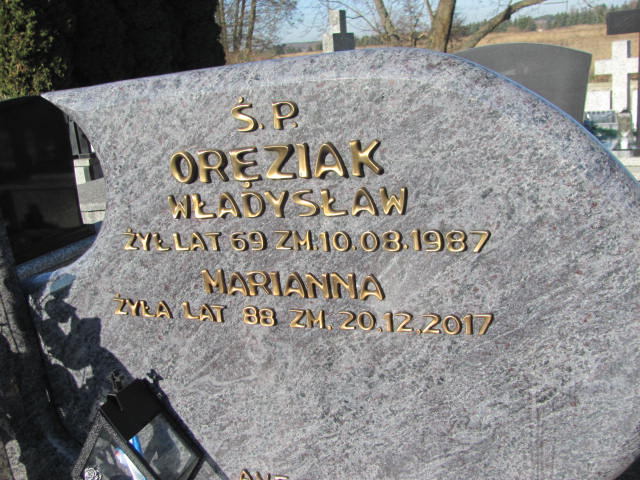 Ś.P.
ORĘZIAK
WŁADYSŁAW
ŻYŁ LAT 69 ZM. 10.08.1987
MARIANNA
ŻYŁA LAT 88 ZM. 20.12.2017